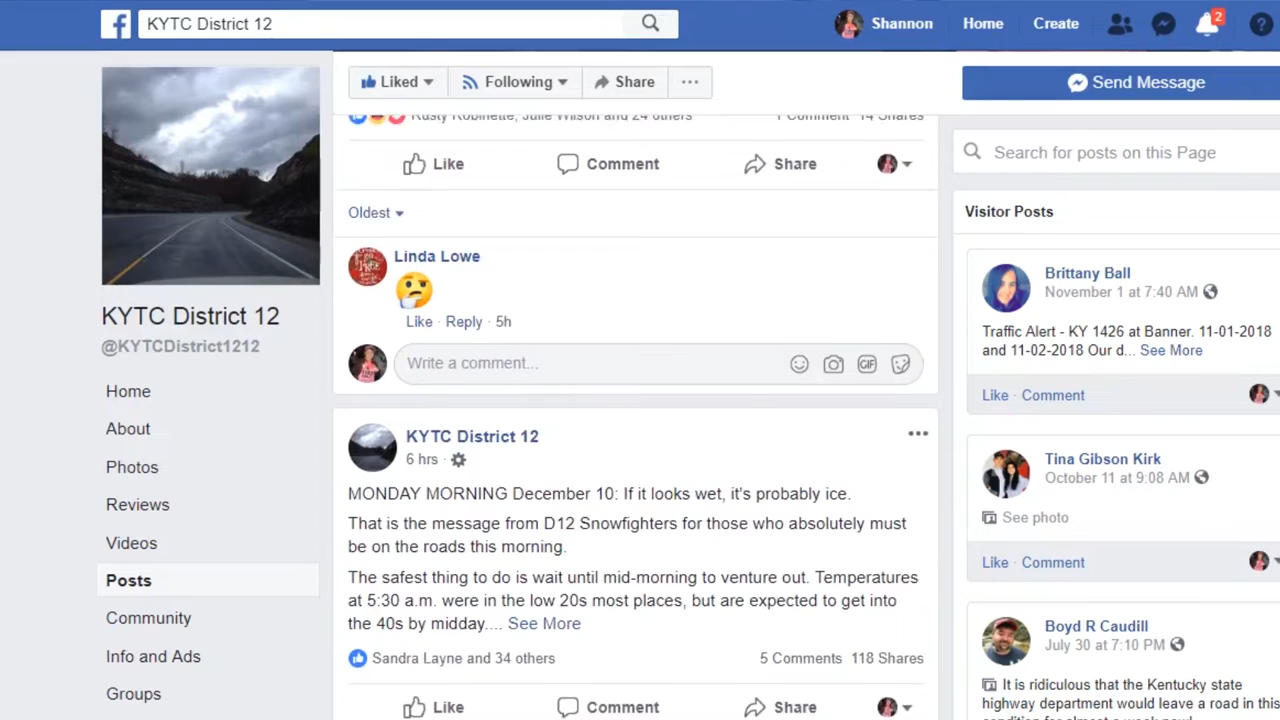 KYTC District 12
Shannon
Home
Create
2
?
Liked
Following
Share
Send Message
Rusty Robinette, Julie Wilson and 24 others
1 Comment 14 Shares
Like
Comment
Share
Oldest
Linda Lowe
Like · Reply · 5h
Write a comment...
GIF
KYTC District 12
6 hrs ·
MONDAY MORNING December 10: If it looks wet, it's probably ice.
That is the message from D12 Snowfighters for those who absolutely must
be on the roads this morning.
The safest thing to do is wait until mid-morning to venture out. Temperatures
at 5:30 a.m. were in the low 20s most places, but are expected to get into
the 40s by midday.... See More
Sandra Layne and 34 others
5 Comments 118 Shares
Like
Comment
Share
KYTC District 12
@KYTCDistrict1212
Home
About
Photos
Reviews
Videos
Posts
Community
Info and Ads
Groups
Search for posts on this Page
Visitor Posts
Brittany Ball
November 1 at 7:40 AM
Traffic Alert - KY 1426 at Banner. 11-01-2018
and 11-02-2018 Our d... See More
Like · Comment
Tina Gibson Kirk
October 11 at 9:08 AM
See photo
Like · Comment
Boyd R Caudill
July 30 at 7:10 PM
It is ridiculous that the Kentucky state
highway department would leave a road in this
condition for almost a week now!